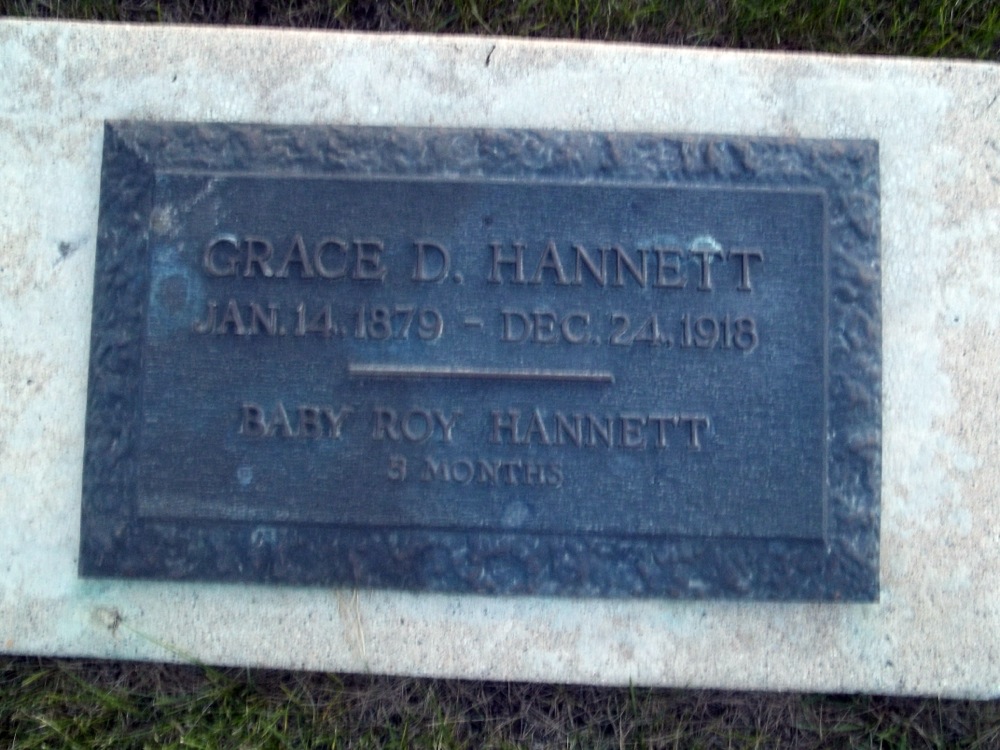 GRACE D. HANNETT
JAN. 14. 1879 - DEC. 24. 1918
BABY ROY HANNETT
3 MONTHS